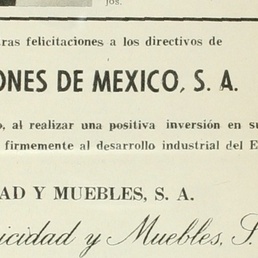 jos.
ras felicitaciones a los directivos de
ONES DE MEXICO, S. A.
o, al realizar una positiva inversión en su
firmemente al desarrollo industrial del E
AD Y MUEBLES, S. A.
icidad y Muebles, S.